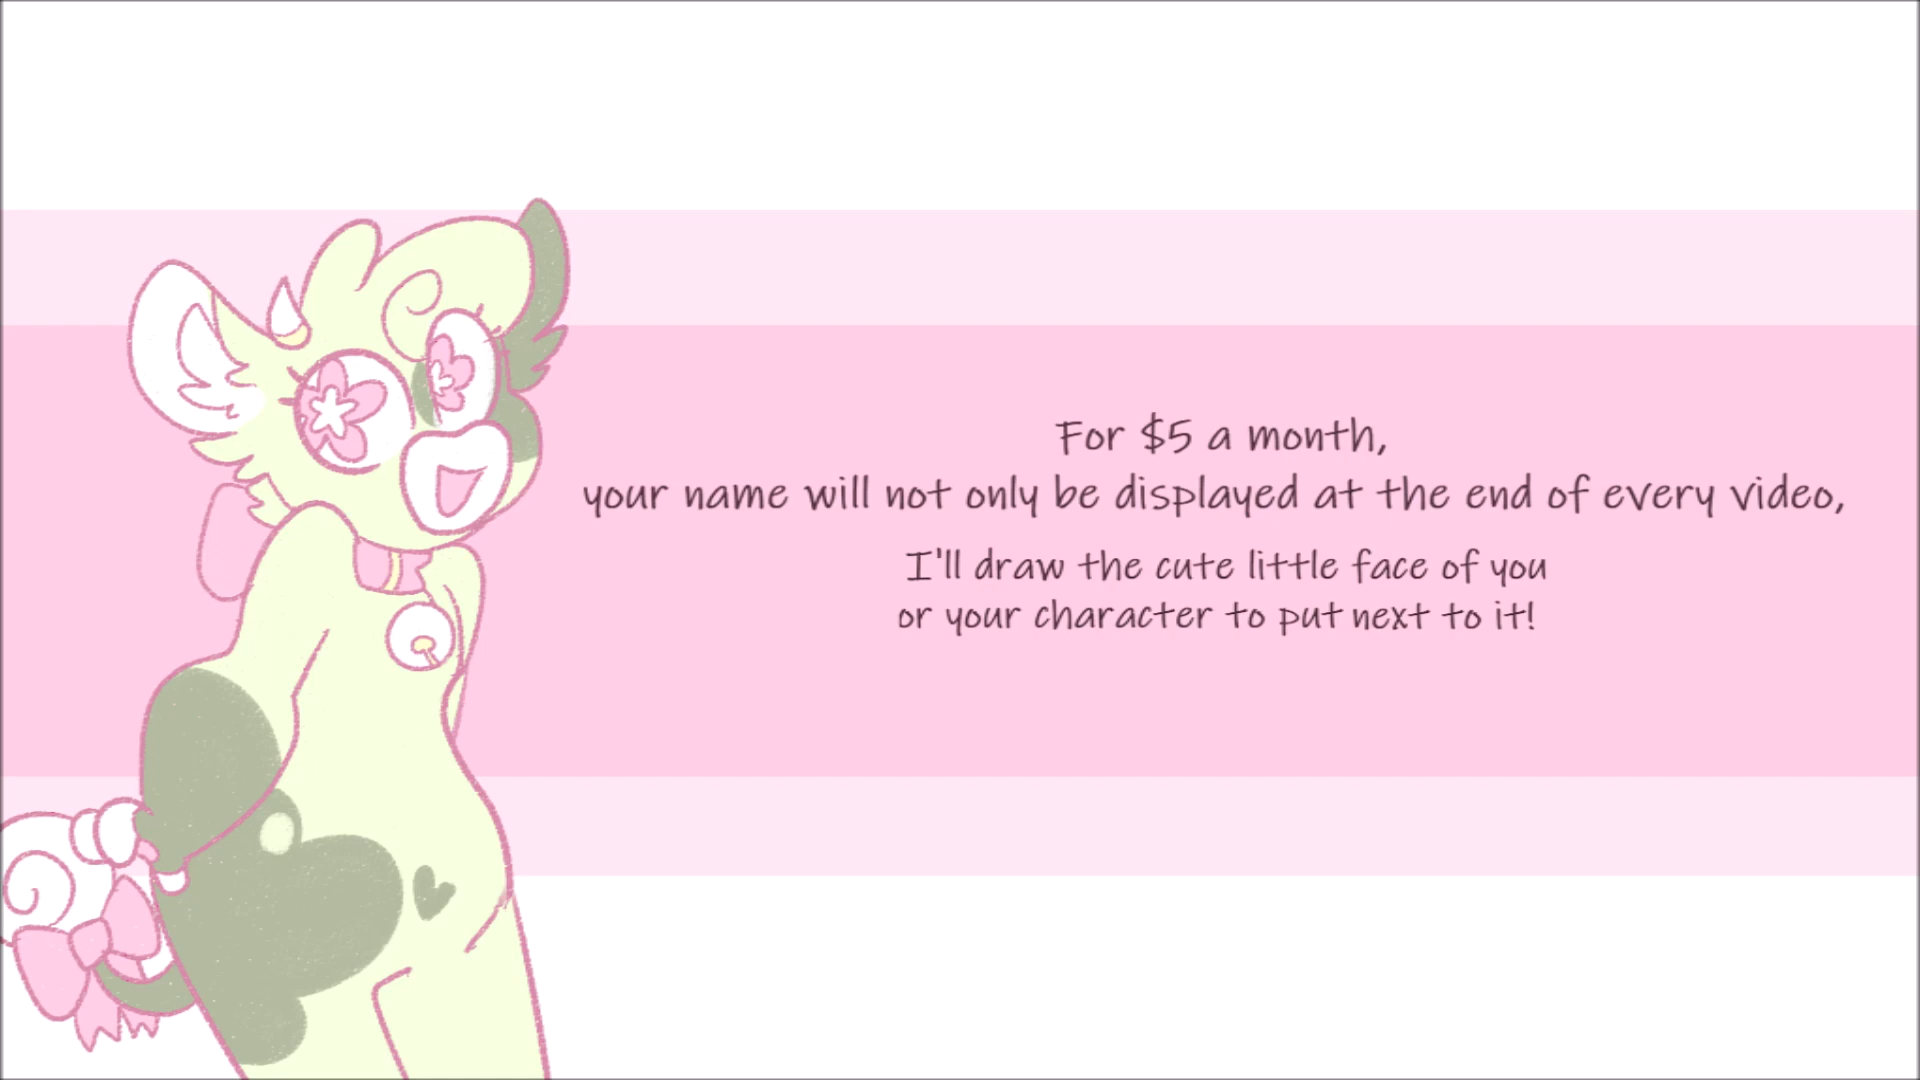 For $5 a month,
your name will not only be displayed at the end of every video,
I'll draw the cute little face of you
or your character to put next to it!